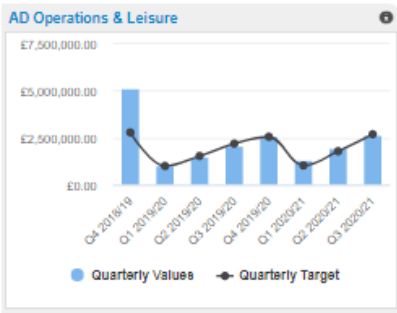 AD Operations & Leisure
£7,500,000.00
£5,000,000.00
£2,500,000.00
£0.00
Q4 2018/19
Q1 2019/20
Q2 2019/20
Q3 2019/20
Q4 2019/20
Q1 2020/21
Q2 2020/21
Q3 2020/21
Quarterly Values
Quarterly Target